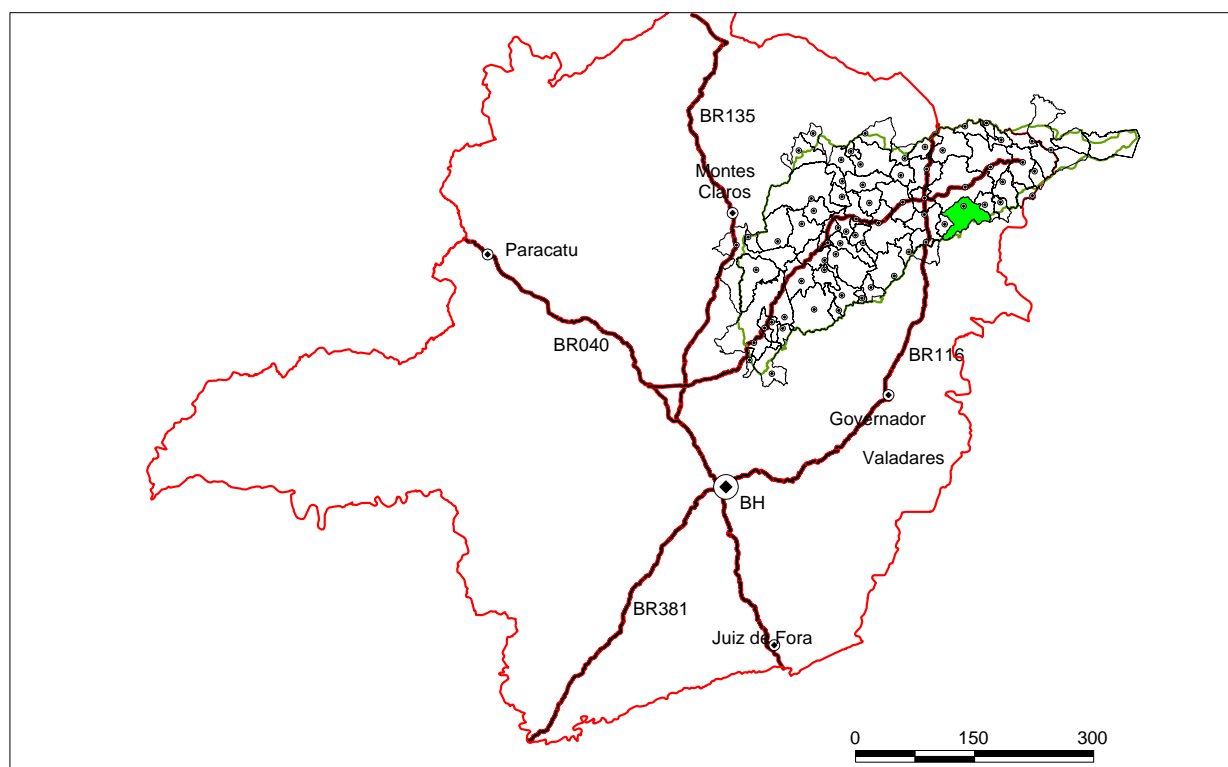 BR135
Montes
Claros
Paracatu
BR040
BR116
Governador
Valadares
BH
BR381
Juiz de Fora
0 150 300